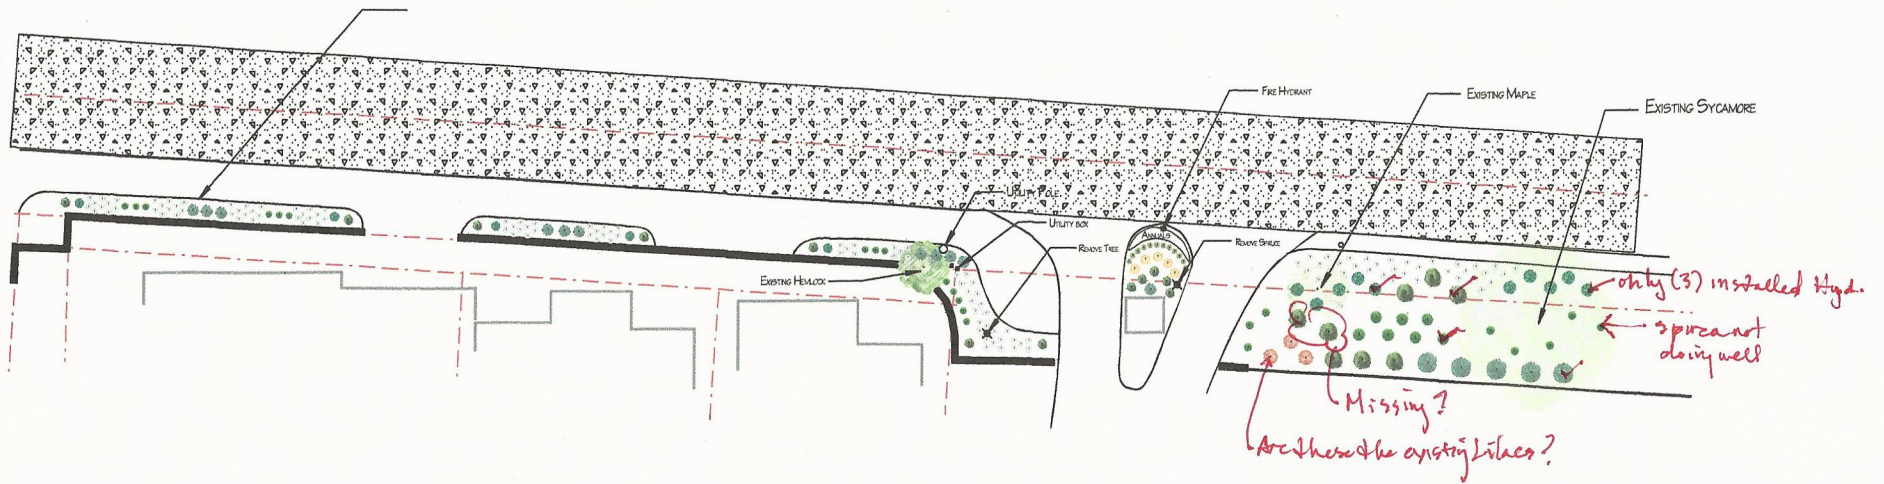 Fire Hydrant
Existing Maple
Existing Sycamore
Utility Pole
Utility box
Annuals
Remove Tree
Remove Spruce
Existing Hemlock
only (3) installed Hyd.
spirea not
doing well
Missing?
Are these the existing Lilacs?